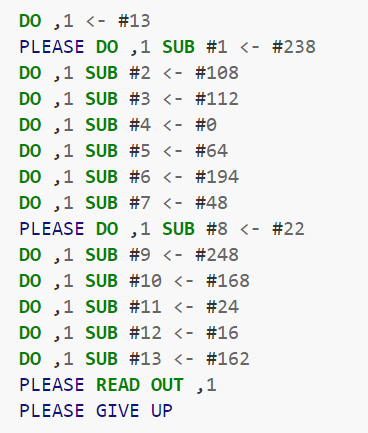 DO ,1 <- #13
PLEASE DO ,1 SUB #1 <- #238
DO ,1 SUB #2 <- #108
DO ,1 SUB #3 <- #112
DO ,1 SUB #4 <- #0
DO ,1 SUB #5 <- #64
DO ,1 SUB #6 <- #194
DO ,1 SUB #7 <- #48
PLEASE DO ,1 SUB #8 <- #22
DO ,1 SUB #9 <- #248
DO ,1 SUB #10 <- #168
DO ,1 SUB #11 <- #24
DO ,1 SUB #12 <- #16
DO ,1 SUB #13 <- #162
PLEASE READ OUT ,1
PLEASE GIVE UP